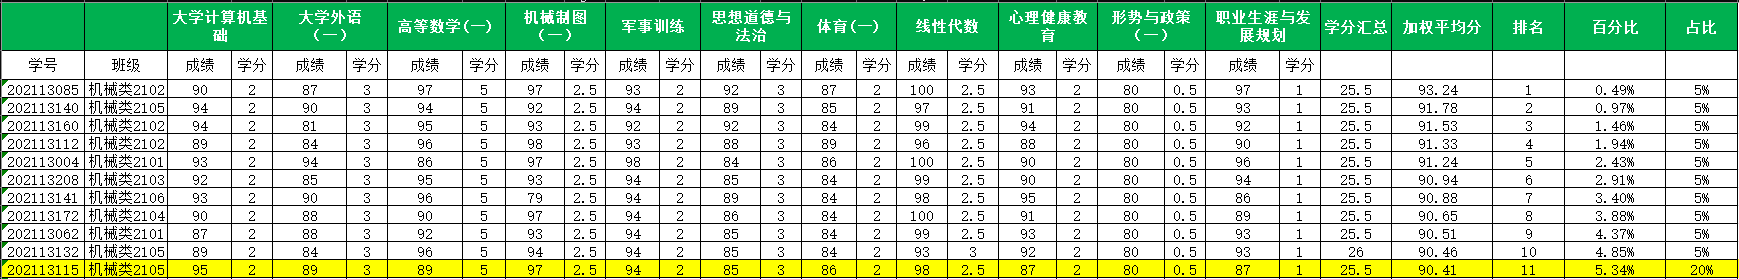 大学计算机基础 大学外语（一） 高等数学(一) 机械制图（一） 军事训练 思想道德与法治 体育(一) 线性代数 心理健康教育 形势与政策（一） 职业生涯与发展规划 学分汇总 加权平均分 排名 百分比 占比
学号 班级 成绩 学分 成绩 学分 成绩 学分 成绩 学分 成绩 学分 成绩 学分 成绩 学分 成绩 学分 成绩 学分 成绩 学分 成绩 学分
202113085 机械类2102 90 2 87 3 97 5 97 2.5 93 2 92 3 87 2 100 2.5 93 2 80 0.5 97 1 25.5 93.24 1 0.49% 5%
202113140 机械类2105 94 2 90 3 94 5 92 2.5 94 2 89 3 85 2 97 2.5 91 2 80 0.5 93 1 25.5 91.78 2 0.97% 5%
202113160 机械类2102 94 2 81 3 95 5 93 2.5 92 2 92 3 84 2 99 2.5 94 2 80 0.5 92 1 25.5 91.53 3 1.46% 5%
202113112 机械类2102 89 2 84 3 96 5 98 2.5 93 2 88 3 89 2 96 2.5 88 2 80 0.5 90 1 25.5 91.33 4 1.94% 5%
202113004 机械类2101 93 2 94 3 86 5 97 2.5 98 2 84 3 86 2 100 2.5 90 2 80 0.5 96 1 25.5 91.24 5 2.43% 5%
202113208 机械类2103 92 2 85 3 95 5 93 2.5 94 2 85 3 84 2 99 2.5 90 2 80 0.5 94 1 25.5 90.94 6 2.91% 5%
202113141 机械类2106 93 2 90 3 96 5 79 2.5 94 2 89 3 84 2 98 2.5 95 2 80 0.5 86 1 25.5 90.88 7 3.40% 5%
202113172 机械类2104 90 2 88 3 90 5 97 2.5 94 2 86 3 84 2 100 2.5 91 2 80 0.5 89 1 25.5 90.65 8 3.88% 5%
202113062 机械类2101 87 2 88 3 92 5 93 2.5 94 2 85 3 84 2 99 2.5 93 2 80 0.5 93 1 25.5 90.51 9 4.37% 5%
202113132 机械类2105 89 2 84 3 96 5 94 2.5 94 2 85 3 84 2 93 3 92 2 80 0.5 93 1 26 90.46 10 4.85% 5%
202113115 机械类2105 95 2 89 3 89 5 97 2.5 94 2 85 3 86 2 98 2.5 87 2 80 0.5 87 1 25.5 90.41 11 5.34% 20%